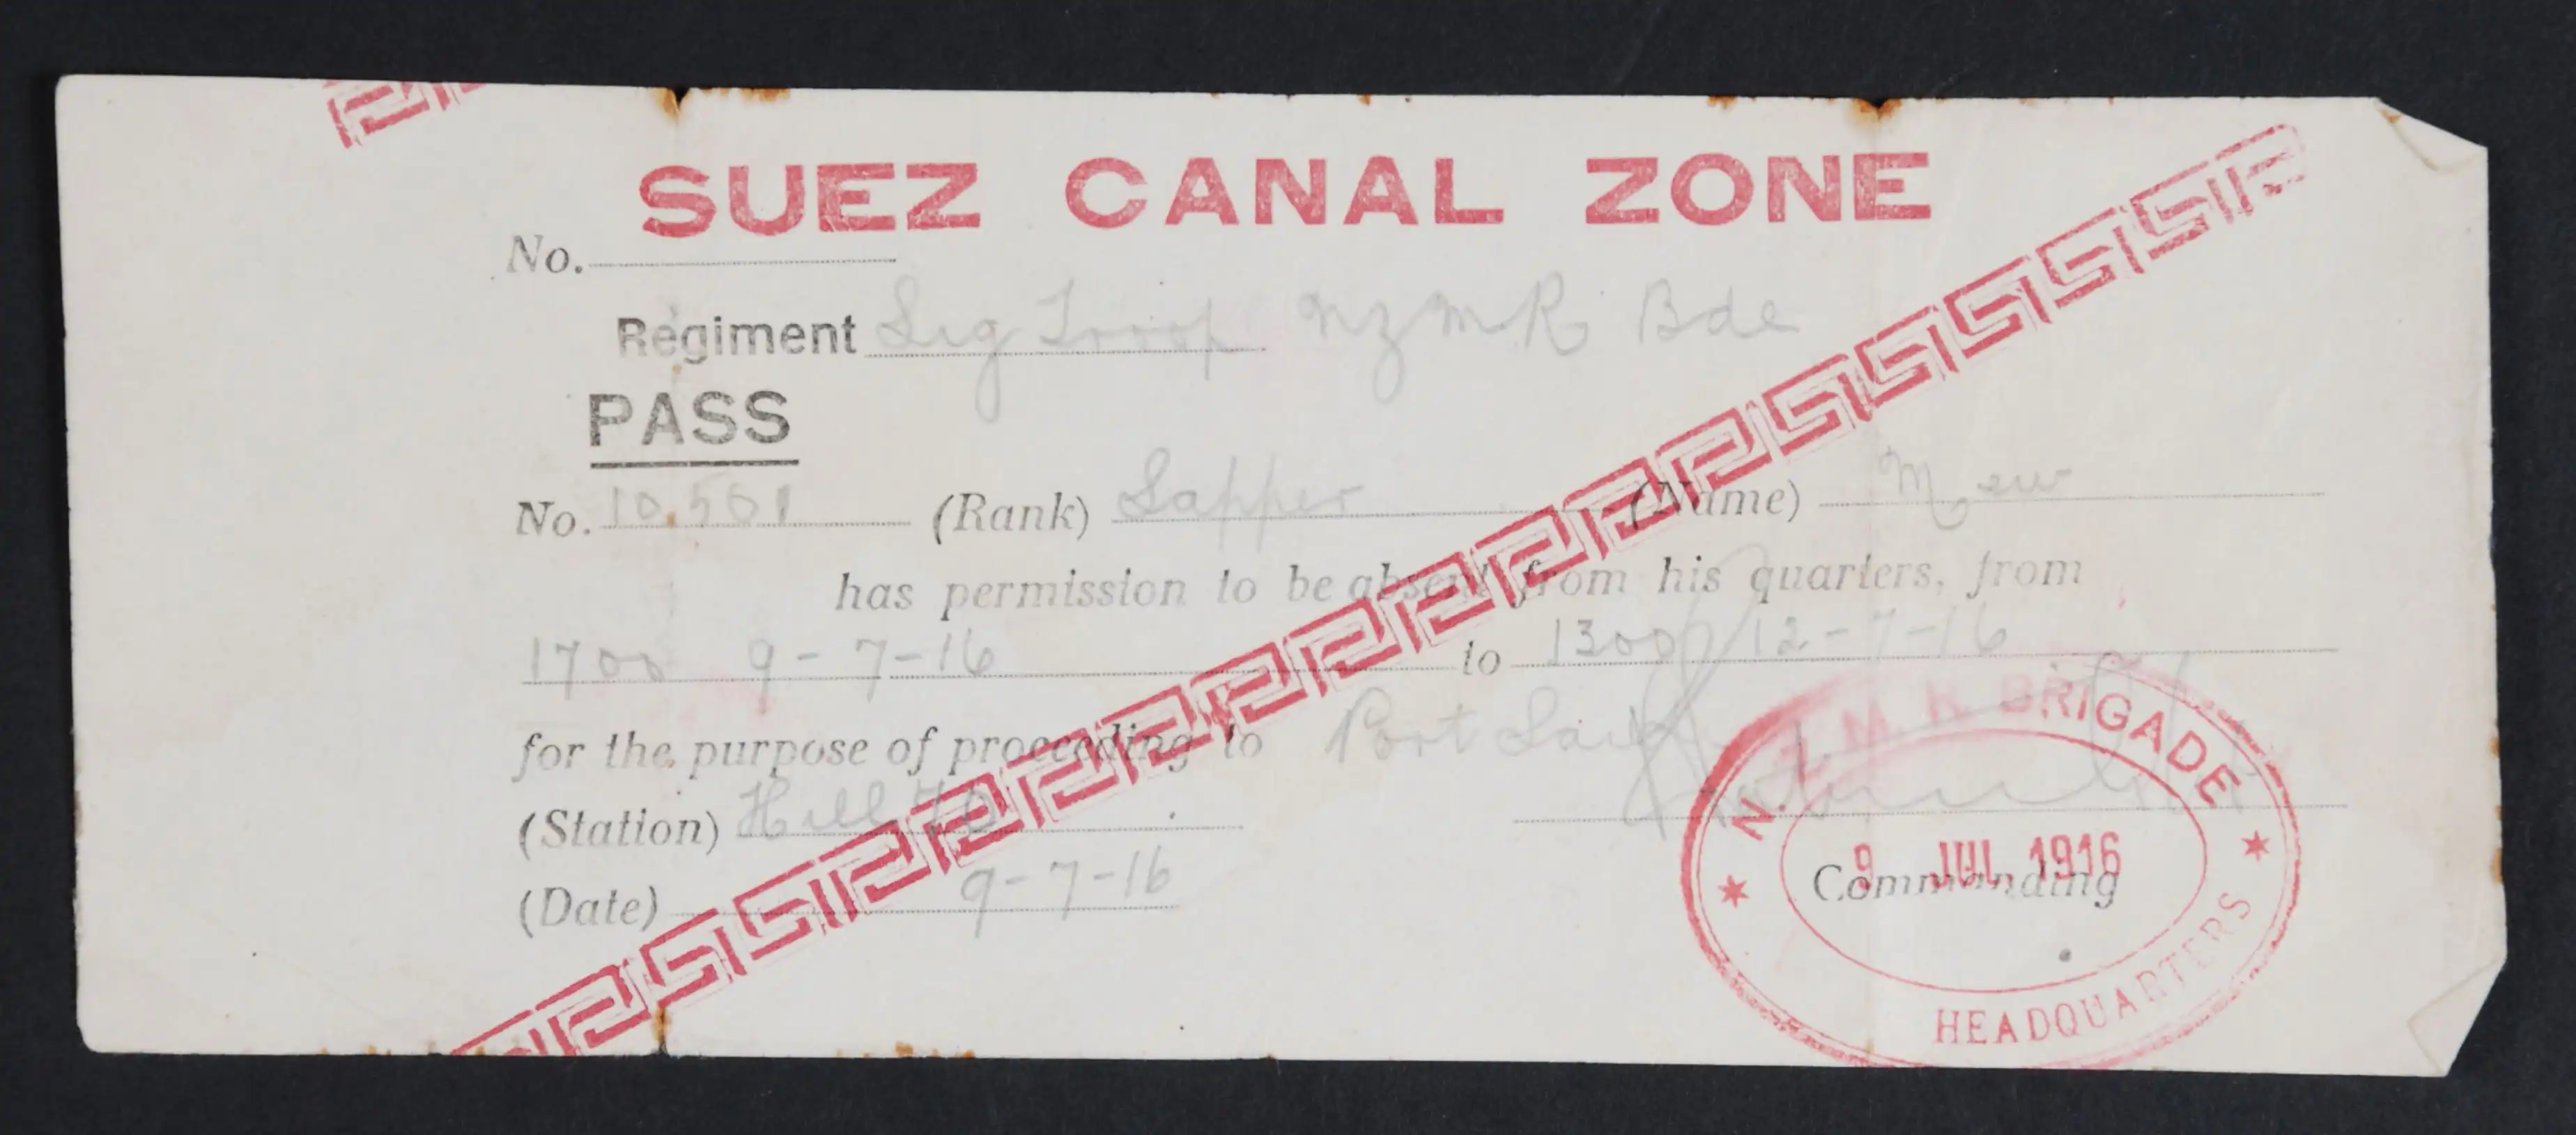 SUEZ CANAL ZONE
No.
Regiment Sig Troop NZMR Bde
PASS
No. 10.501 (Rank) Sapper (Name) Mew
has permission to be absent from his quarters, from
1700 9-7-16 to 1300 12-7-16
for the purpose of proceeding to Port Said
(Station) Hill 70
(Date) 9-7-16
Commanding
N. Z. M. R. BRIGADE
9 JUL 1916
HEADQUARTERS